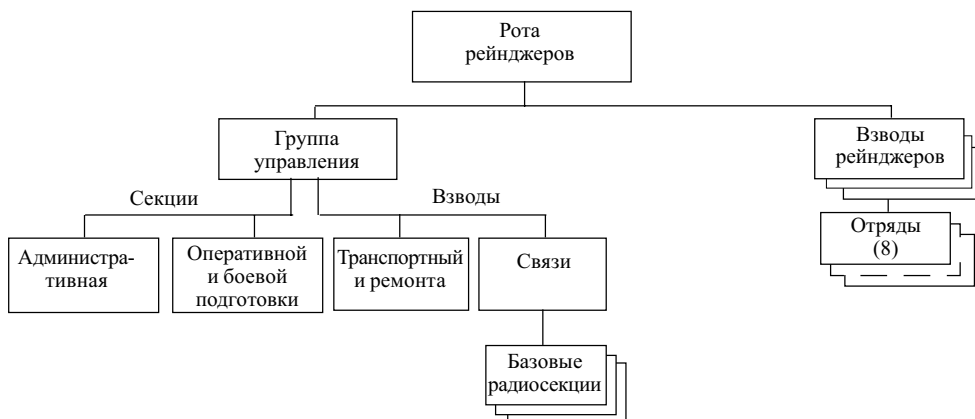 Рота
рейнджеров
Группа
управления
Взводы
рейнджеров
Секции
Взводы
Администра-
тивная
Оперативной
и боевой
подготовки
Транспортный
и ремонта
Связи
Отряды
(8)
Базовые
радиосекции